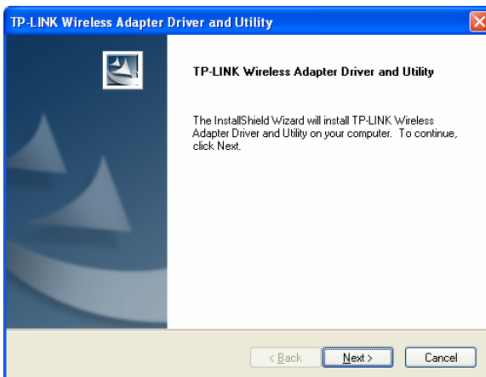 TP-LINK Wireless Adapter Driver and Utility
TP-LINK Wireless Adapter Driver and Utility
The InstallShield Wizard will install TP-LINK Wireless
Adapter Driver and Utility on your computer.  To continue,
click Next.
< Back
Next >
Cancel